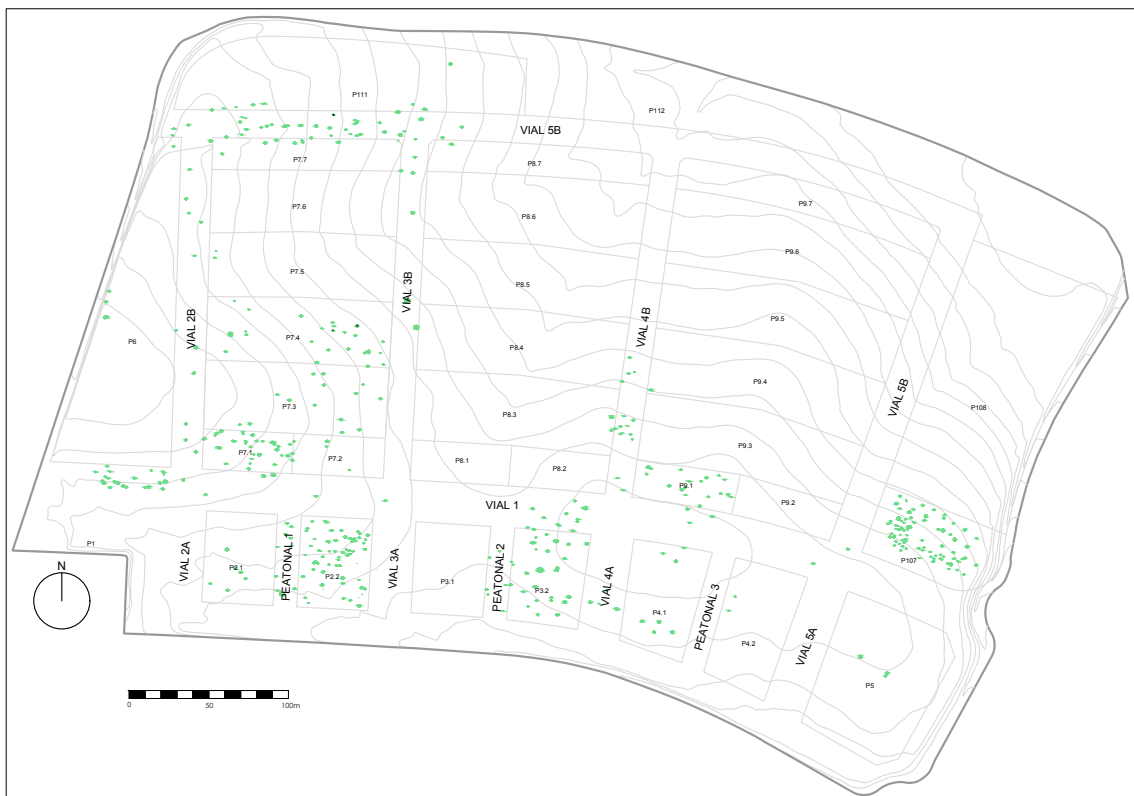 P111
P112
VIAL 5B
P7.7
P8.7
P7.6
P8.6
P9.7
P9.6
P7.5
P8.5
VIAL 3B
P9.5
VIAL 2B
P6
P7.4
P8.4
VIAL 4B
P9.4
VIAL 5B
P7.3
P8.3
P108
P7.1
P7.2
P8.1
P8.2
P9.3
P9.1
P9.2
VIAL 1
P1
VIAL 2A
P2.1
PEATONAL 1
P2.2
VIAL 3A
P3.1
PEATONAL 2
P3.2
VIAL 4A
P4.1
PEATONAL 3
P4.2
VIAL 5A
P5
P107
N
0 50 100m